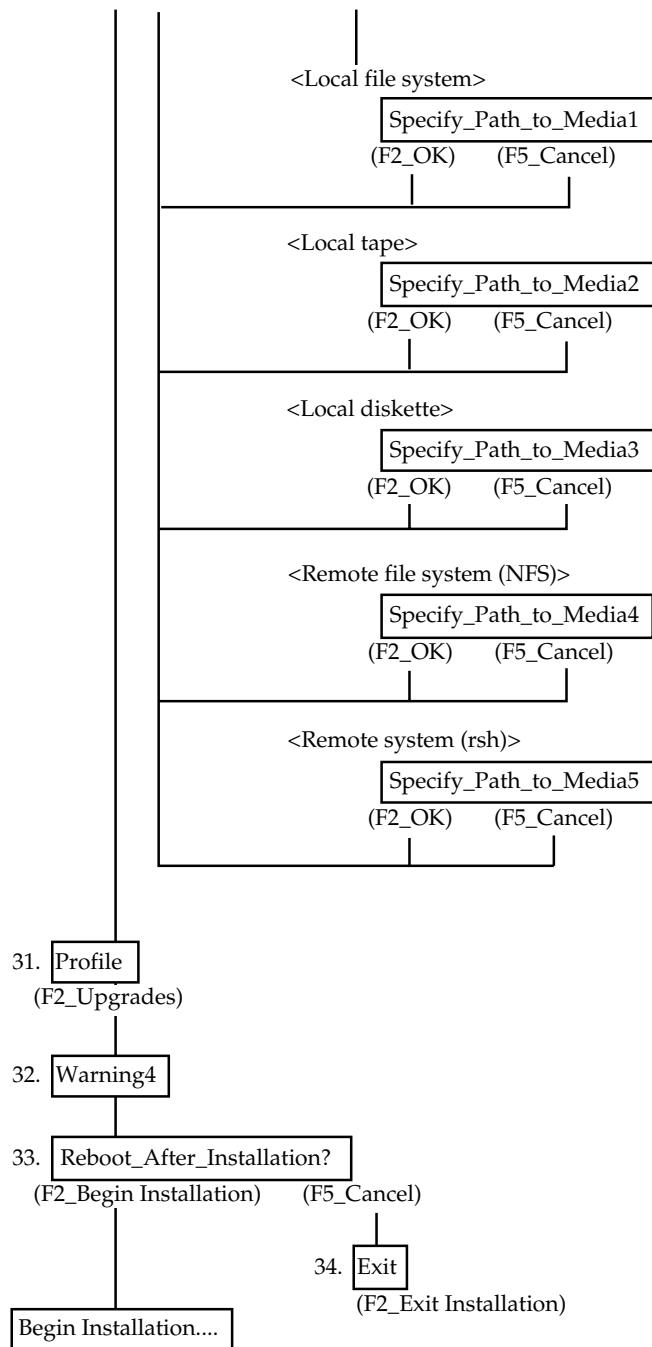 <Local file system>
Specify_Path_to_Media1
(F2_OK) (F5_Cancel)
<Local tape>
Specify_Path_to_Media2
(F2_OK) (F5_Cancel)
<Local diskette>
Specify_Path_to_Media3
(F2_OK) (F5_Cancel)
<Remote file system (NFS)>
Specify_Path_to_Media4
(F2_OK) (F5_Cancel)
<Remote system (rsh)>
Specify_Path_to_Media5
(F2_OK) (F5_Cancel)
31. Profile
(F2_Upgrades)
32. Warning4
33. Reboot_After_Installation?
(F2_Begin Installation) (F5_Cancel)
34. Exit
(F2_Exit Installation)
Begin Installation....